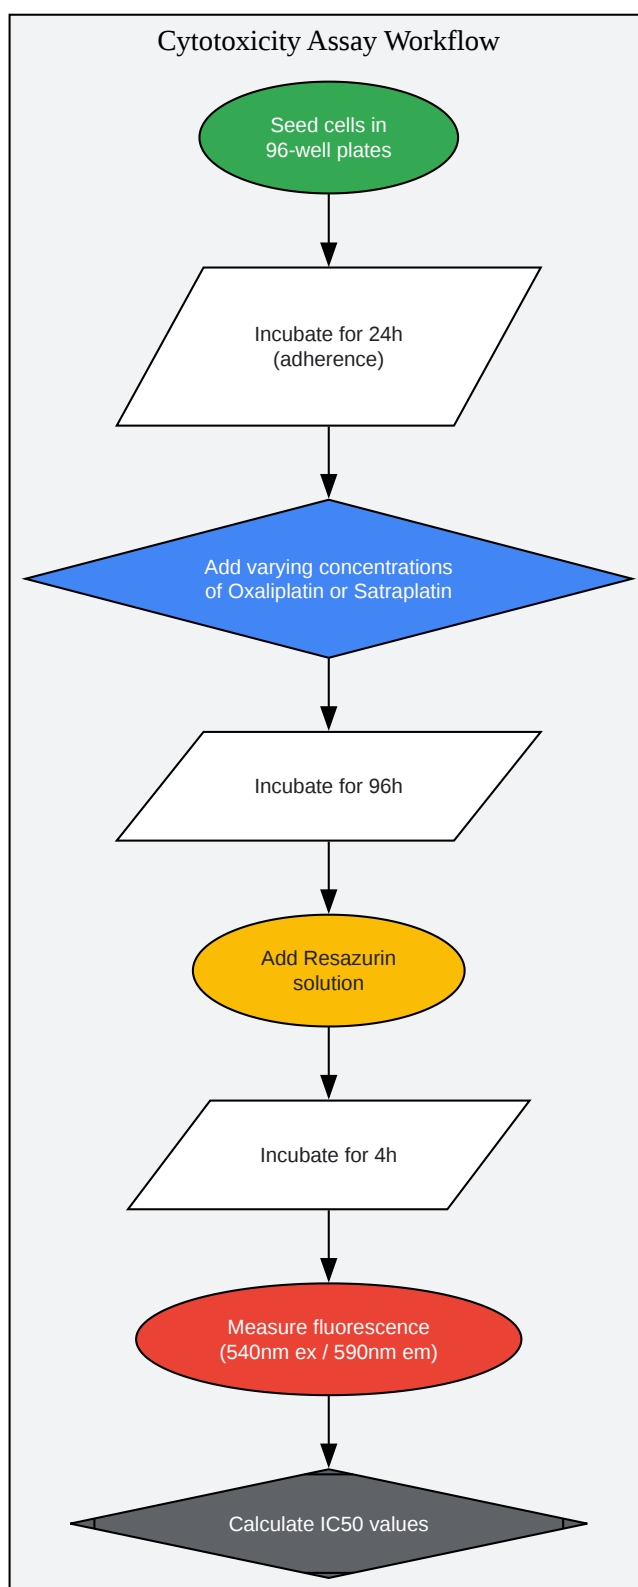 Cytotoxicity Assay Workflow
Seed cells in
96-well plates
Incubate for 24h
(adherence)
Add varying concentrations
of Oxaliplatin or Satraplatin
Incubate for 96h
Add Resazurin
solution
Incubate for 4h
Measure fluorescence
(540nm ex / 590nm em)
Calculate IC50 values